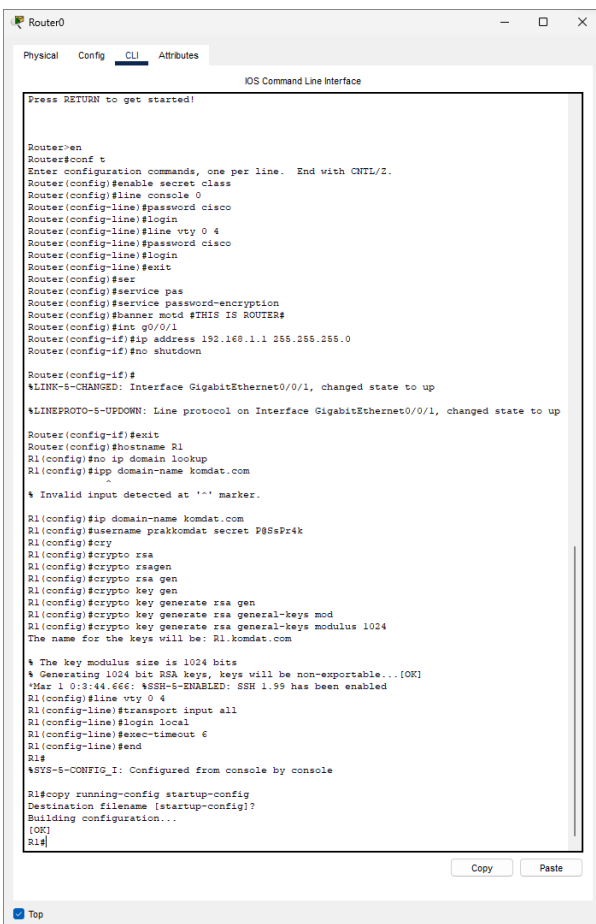 Router0
Physical Config CLI Attributes
IOS Command Line Interface
Press RETURN to get started!
Router>en
Router#conf t
Enter configuration commands, one per line.  End with CNTL/Z.
Router(config)#enable secret class
Router(config)#line console 0
Router(config-line)#password cisco
Router(config-line)#login
Router(config-line)#line vty 0 4
Router(config-line)#password cisco
Router(config-line)#login
Router(config-line)#exit
Router(config)#ser
Router(config)#service pas
Router(config)#service password-encryption
Router(config)#banner motd #THIS IS ROUTER#
Router(config)#int g0/0/1
Router(config-if)#ip address 192.168.1.1 255.255.255.0
Router(config-if)#no shutdown
Router(config-if)#
%LINK-5-CHANGED: Interface GigabitEthernet0/0/1, changed state to up
%LINEPROTO-5-UPDOWN: Line protocol on Interface GigabitEthernet0/0/1, changed state to up
Router(config-if)#exit
Router(config)#hostname R1
R1(config)#no ip domain lookup
R1(config)#ipp domain-name komdat.com
^
% Invalid input detected at '^' marker.
R1(config)#ip domain-name komdat.com
R1(config)#username prakkomdat secret P@SsPr4k
R1(config)#cry
R1(config)#crypto rsa
R1(config)#crypto rsagen
R1(config)#crypto rsa gen
R1(config)#crypto key gen
R1(config)#crypto key generate rsa gen
R1(config)#crypto key generate rsa general-keys mod
R1(config)#crypto key generate rsa general-keys modulus 1024
The name for the keys will be: R1.komdat.com
% The key modulus size is 1024 bits
% Generating 1024 bit RSA keys, keys will be non-exportable...[OK]
*Mar 1 0:3:44.666: %SSH-5-ENABLED: SSH 1.99 has been enabled
R1(config)#line vty 0 4
R1(config-line)#transport input all
R1(config-line)#login local
R1(config-line)#exec-timeout 6
R1(config-line)#end
R1#
%SYS-5-CONFIG_I: Configured from console by console
R1#copy running-config startup-config
Destination filename [startup-config]?
Building configuration...
[OK]
R1#
Copy Paste
Top